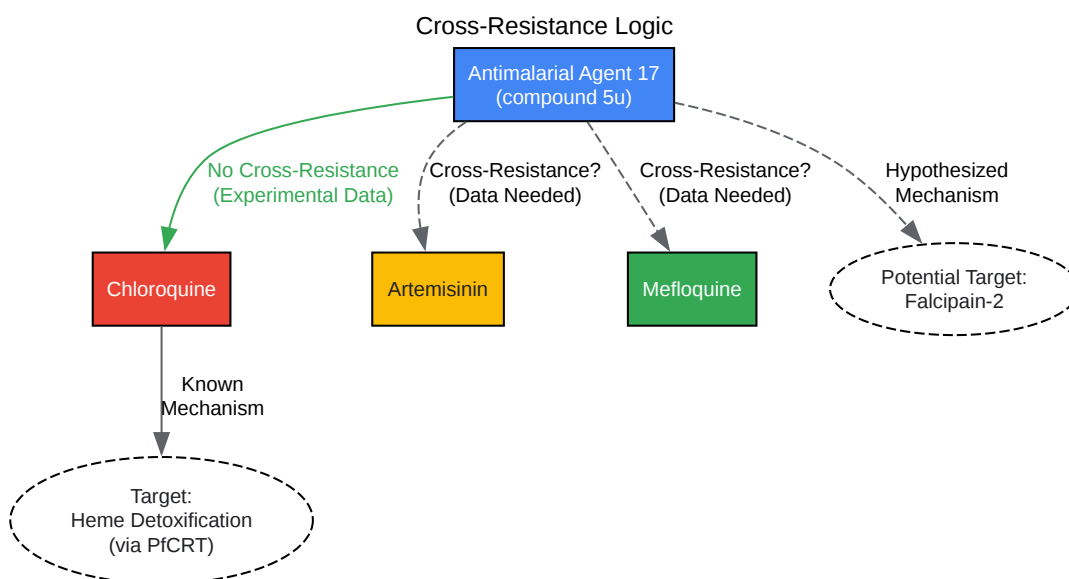 Cross-Resistance Logic
Antimalarial Agent 17
(compound 5u)
No Cross-Resistance
(Experimental Data)
Cross-Resistance?
(Data Needed)
Cross-Resistance?
(Data Needed)
Hypothesized
Mechanism
Chloroquine
Artemisinin
Mefloquine
Potential Target:
Falcipain-2
Known
Mechanism
Target:
Heme Detoxification
(via PfCRT)